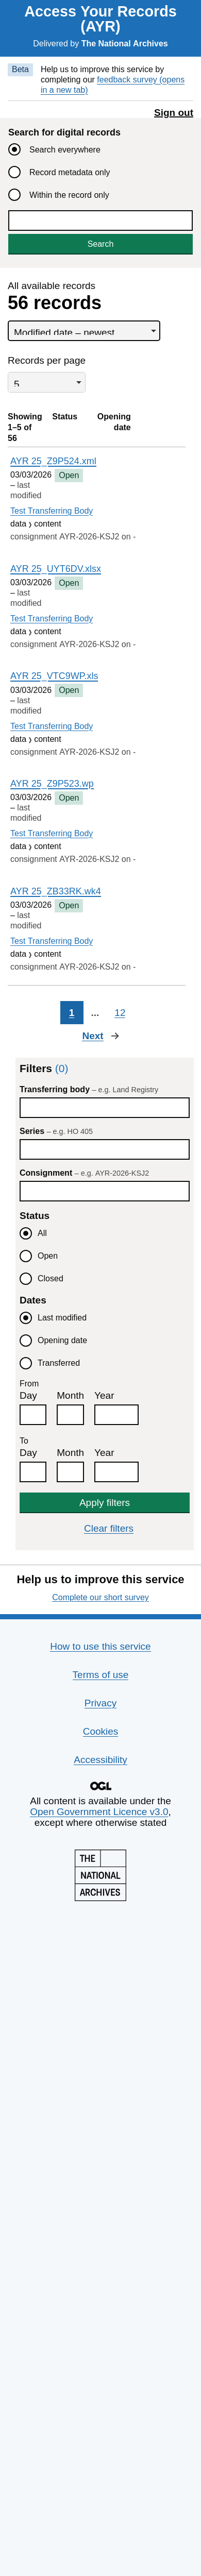 Access Your Records
(AYR)
Delivered by The National Archives
Beta
Help us to improve this service by
completing our feedback survey (opens
in a new tab)
Sign out
Search for digital records
Search everywhere
Record metadata only
Within the record only
Search
All available records
56 records
Modified date – newest
Records per page
5
Showing 1–5 of 56 Status Opening date
AYR 25_Z9P524.xml
03/03/2026 Open
– last
modified
Test Transferring Body
data › content
consignment AYR-2026-KSJ2 on -
AYR 25_UYT6DV.xlsx
03/03/2026 Open
– last
modified
Test Transferring Body
data › content
consignment AYR-2026-KSJ2 on -
AYR 25_VTC9WP.xls
03/03/2026 Open
– last
modified
Test Transferring Body
data › content
consignment AYR-2026-KSJ2 on -
AYR 25_Z9P523.wp
03/03/2026 Open
– last
modified
Test Transferring Body
data › content
consignment AYR-2026-KSJ2 on -
AYR 25_ZB33RK.wk4
03/03/2026 Open
– last
modified
Test Transferring Body
data › content
consignment AYR-2026-KSJ2 on -
1 ... 12
Next →
Filters (0)
Transferring body – e.g. Land Registry
Series – e.g. HO 405
Consignment – e.g. AYR-2026-KSJ2
Status
All
Open
Closed
Dates
Last modified
Opening date
Transferred
From
Day Month Year
To
Day Month Year
Apply filters
Clear filters
Help us to improve this service
Complete our short survey
How to use this service
Terms of use
Privacy
Cookies
Accessibility
OGL
All content is available under the
Open Government Licence v3.0,
except where otherwise stated
THE
NATIONAL
ARCHIVES